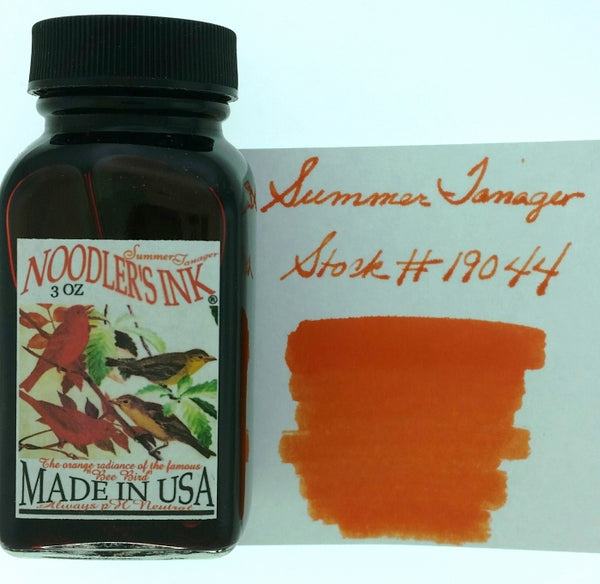 Summer Tanager
NOODLER'S INK®
3 OZ
The orange radiance of the famous
"Bee Bird"
MADE IN USA
Always pH Neutral
Summer Tanager
Stock # 19044